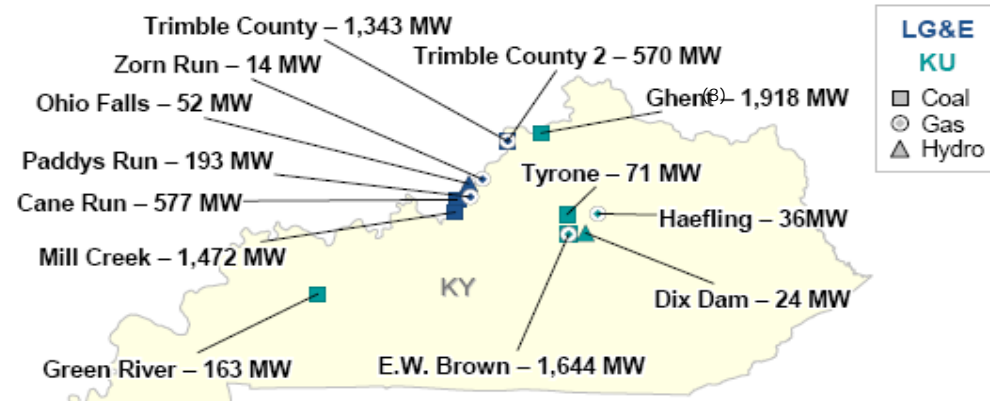 Trimble County – 1,343 MW
Trimble County 2 – 570 MW
Zorn Run – 14 MW
Ohio Falls – 52 MW
Ghent(8) – 1,918 MW
Paddys Run – 193 MW
Tyrone – 71 MW
Cane Run – 577 MW
Haefling – 36MW
Mill Creek – 1,472 MW
KY
Dix Dam – 24 MW
Green River – 163 MW
E.W. Brown – 1,644 MW
LG&E
KU
Coal
Gas
Hydro